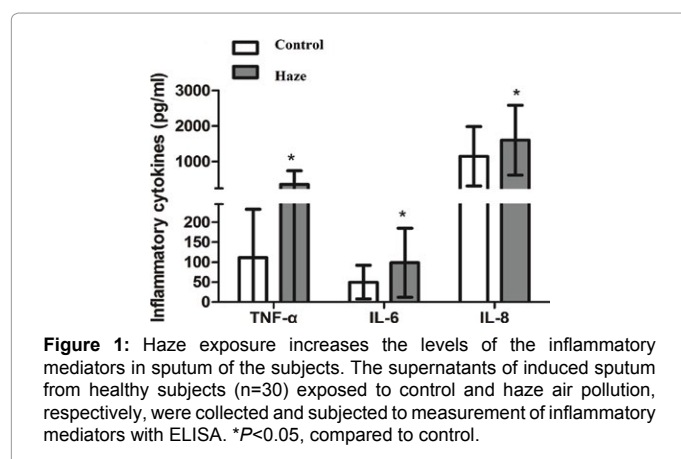 Control
Haze
Inflammatory cytokines (pg/ml)
3000
2000
1000
200
150
100
50
0
*
*
*
TNF-α
IL-6
IL-8
Figure 1: Haze exposure increases the levels of the inflammatory
mediators in sputum of the subjects. The supernatants of induced sputum
from healthy subjects (n=30) exposed to control and haze air pollution,
respectively, were collected and subjected to measurement of inflammatory
mediators with ELISA. *P<0.05, compared to control.